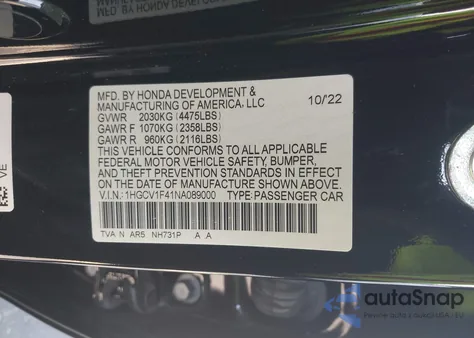 MFD. BY HONDA DEVELOPMENT &
MANUFACTURING OF AMERICA, LLC 10/'22
GVWR 2030KG (4475LBS)
GAWR F 1070KG (2358LBS)
GAWR R 960KG (2116LBS)
THIS VEHICLE CONFORMS TO ALL APPLICABLE
FEDERAL MOTOR VEHICLE SAFETY, BUMPER,
AND THEFT PREVENTION STANDARDS IN EFFECT
ON THE DATE OF MANUFACTURE SHOWN ABOVE.
V.I.N.: 1HGCV1F41NA089000 TYPE: PASSENGER CAR
TVA N AR5 NH731P A A
VE
autoSnap